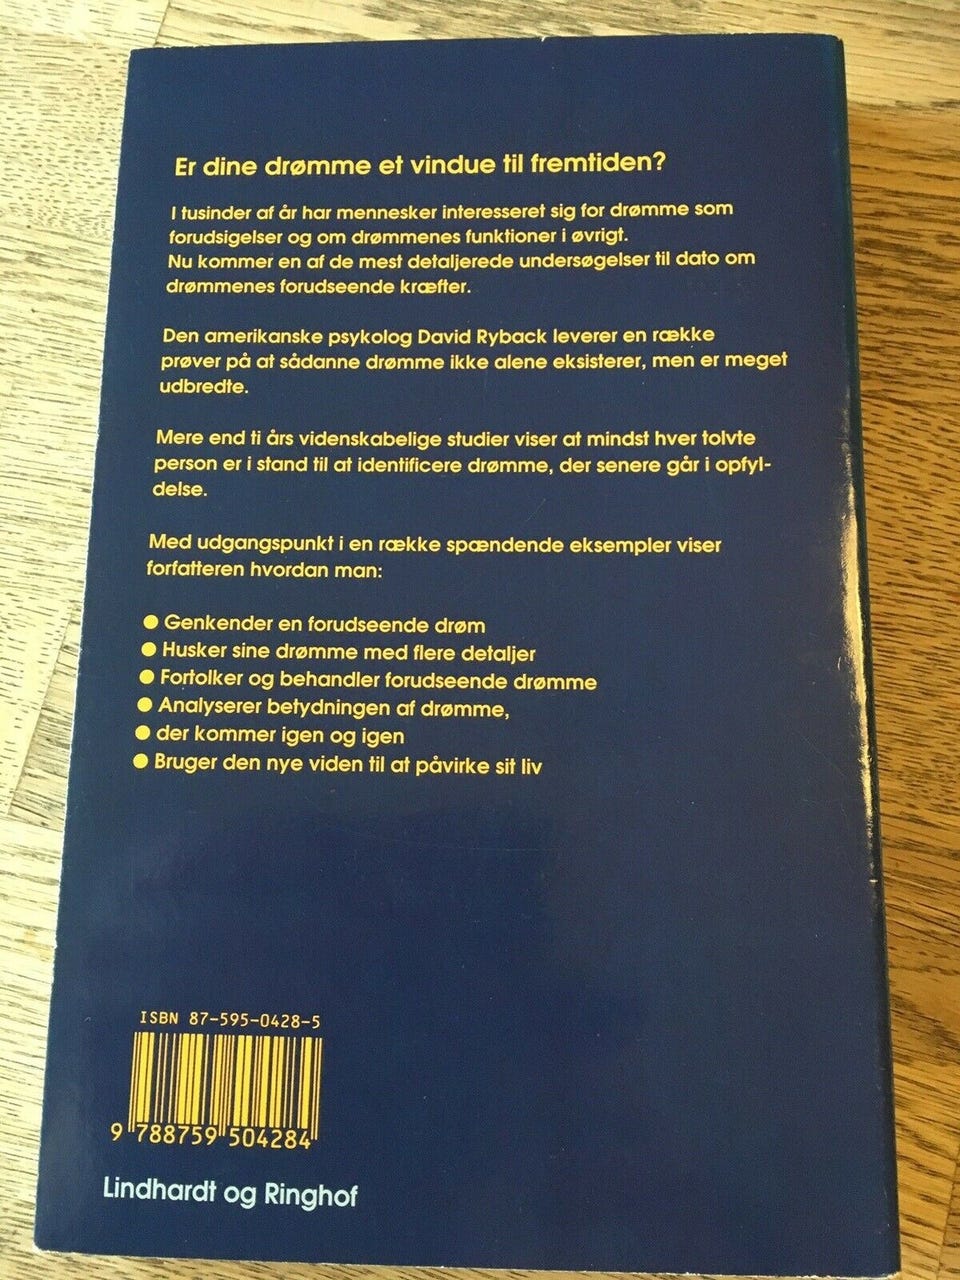 Er dine drømme et vindue til fremtiden?
I tusinder af år har mennesker interesseret sig for drømme som
forudsigelser og om drømmenes funktioner i øvrigt.
Nu kommer en af de mest detaljerede undersøgelser til dato om
drømmenes forudseende kræfter.
Den amerikanske psykolog David Ryback leverer en række
prøver på at sådanne drømme ikke alene eksisterer, men er meget
udbredte.
Mere end ti års videnskabelige studier viser at mindst hver tolvte
person er i stand til at identificere drømme, der senere går i opfyl-
delse.
Med udgangspunkt i en række spændende eksempler viser
forfatteren hvordan man:
● Genkender en forudseende drøm
● Husker sine drømme med flere detaljer
● Fortolker og behandler forudseende drømme
● Analyserer betydningen af drømme,
● der kommer igen og igen
● Bruger den nye viden til at påvirke sit liv
ISBN 87-595-0428-5
9 788759 504284
Lindhardt og Ringhof